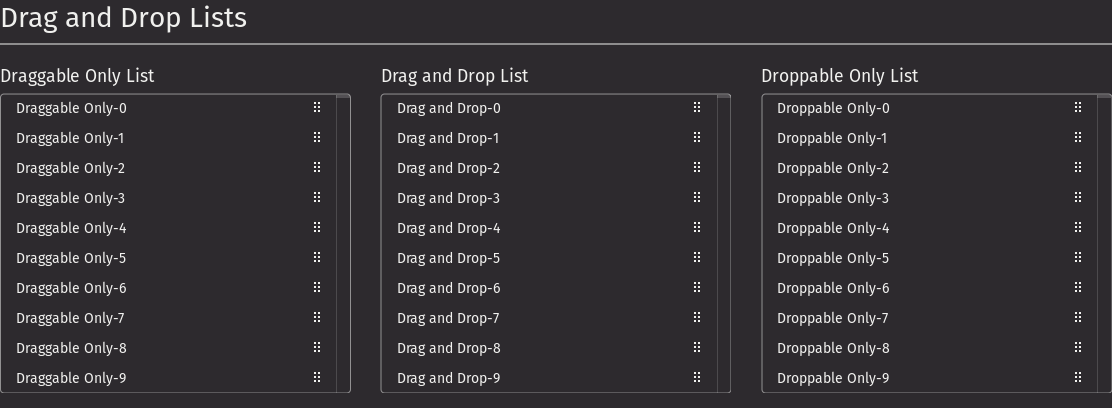 Drag and Drop Lists
Draggable Only List
Draggable Only-0
Draggable Only-1
Draggable Only-2
Draggable Only-3
Draggable Only-4
Draggable Only-5
Draggable Only-6
Draggable Only-7
Draggable Only-8
Draggable Only-9
Drag and Drop List
Drag and Drop-0
Drag and Drop-1
Drag and Drop-2
Drag and Drop-3
Drag and Drop-4
Drag and Drop-5
Drag and Drop-6
Drag and Drop-7
Drag and Drop-8
Drag and Drop-9
Droppable Only List
Droppable Only-0
Droppable Only-1
Droppable Only-2
Droppable Only-3
Droppable Only-4
Droppable Only-5
Droppable Only-6
Droppable Only-7
Droppable Only-8
Droppable Only-9